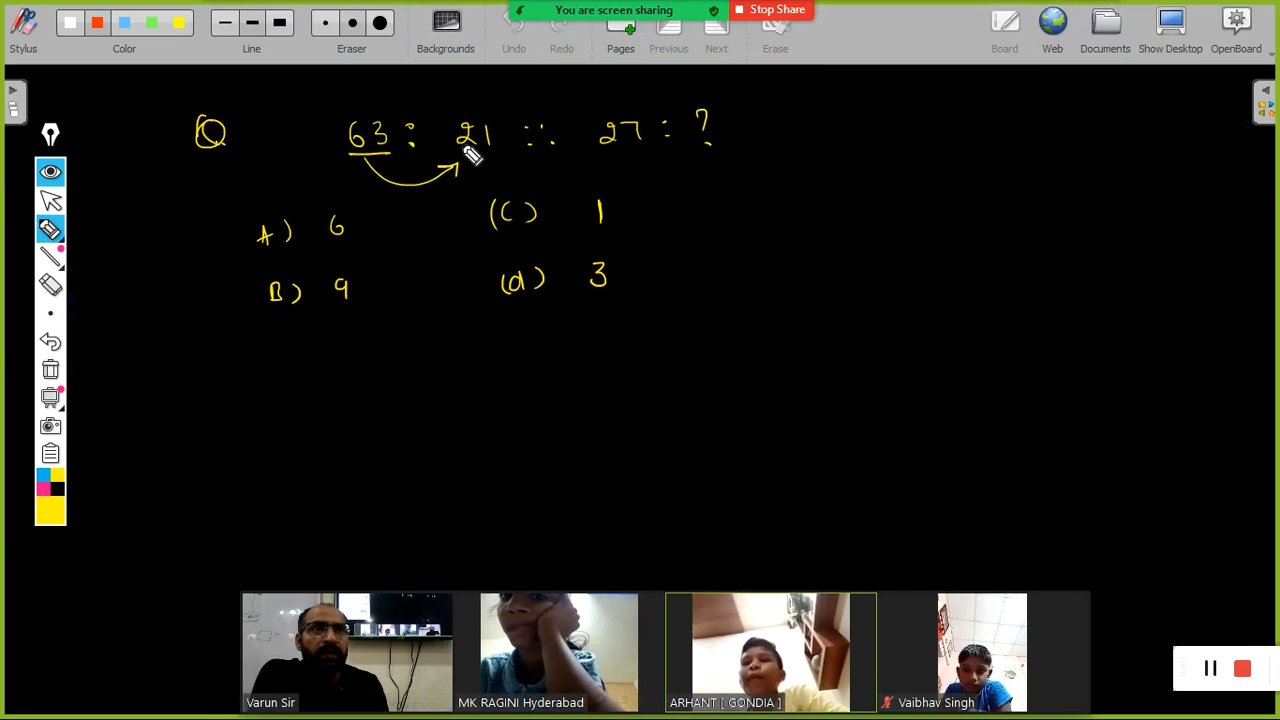 You are screen sharing
Stop Share
Stylus
Color
Line
Eraser
Backgrounds
Undo
Redo
Pages
Previous
Next
Erase
Board
Web
Documents
Show Desktop
OpenBoard
Q 63 : 21 :: 27 : ?
A) 6 (C) 1
B) 9 (d) 3
Varun Sir
MK RAGINI Hyderabad
ARHANT [ GONDIA ]
Vaibhav Singh